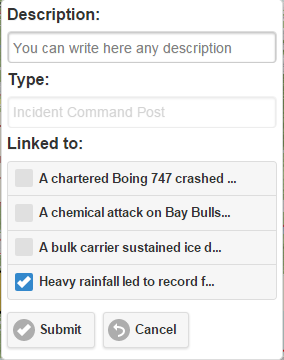 Description:
You can write here any description
Type:
Incident Command Post
Linked to:
A chartered Boing 747 crashed ...
A chemical attack on Bay Bulls...
A bulk carrier sustained ice d...
Heavy rainfall led to record f...
Submit
Cancel